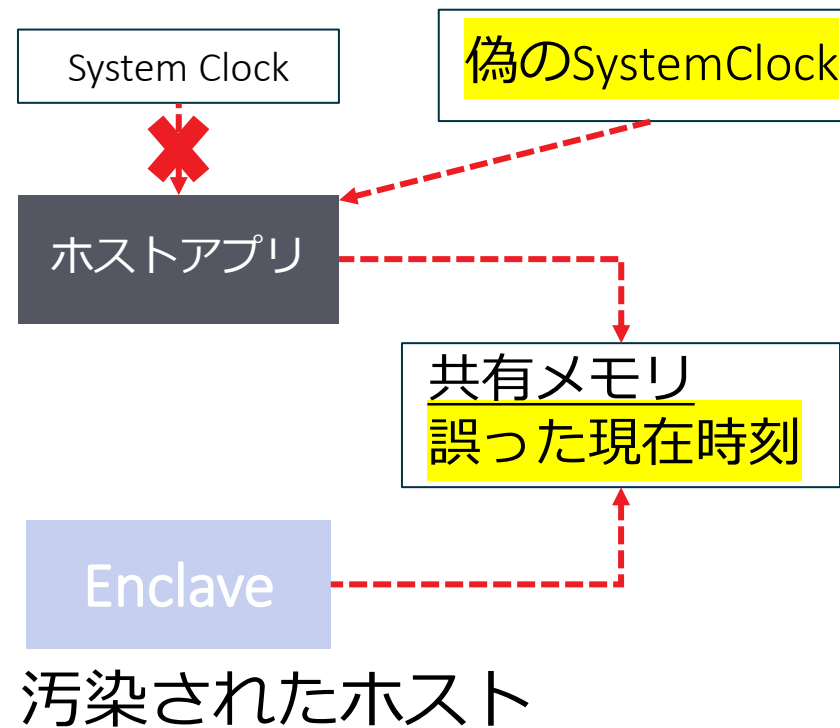 System Clock
偽のSystemClock
ホストアプリ
共有メモリ
誤った現在時刻
Enclave
汚染されたホスト